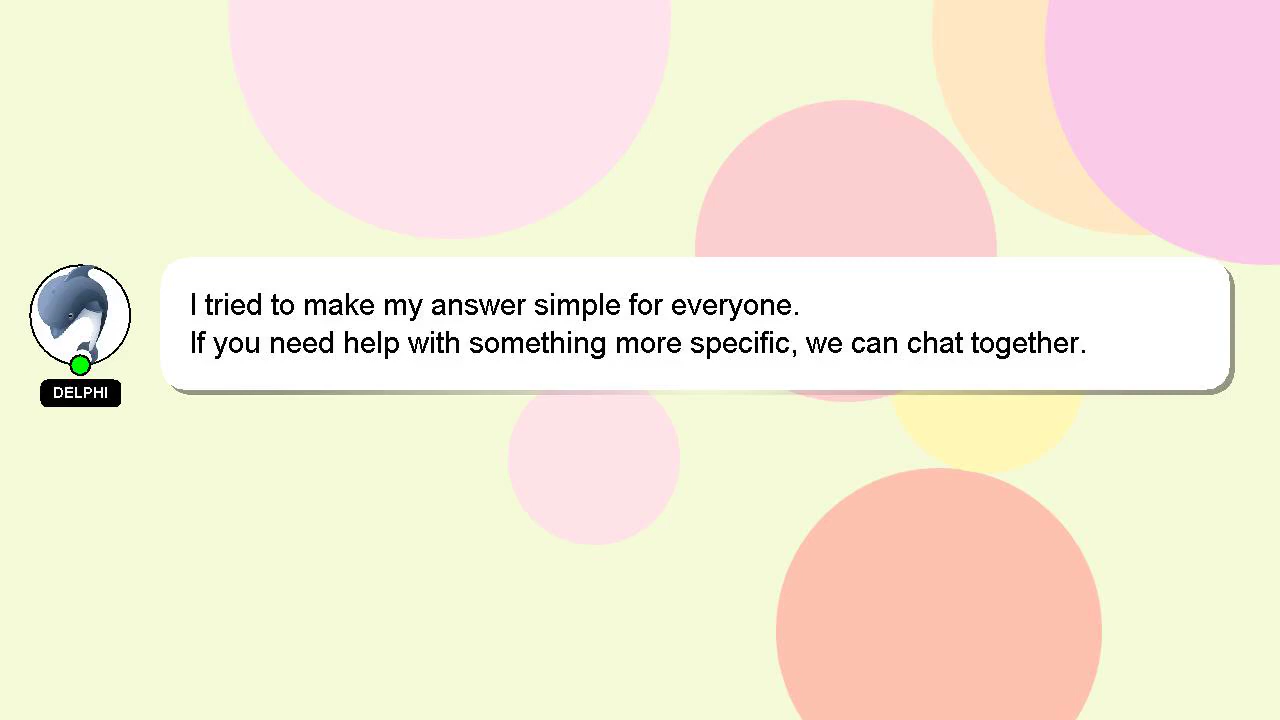 I tried to make my answer simple for everyone.
If you need help with something more specific, we can chat together.
DELPHI